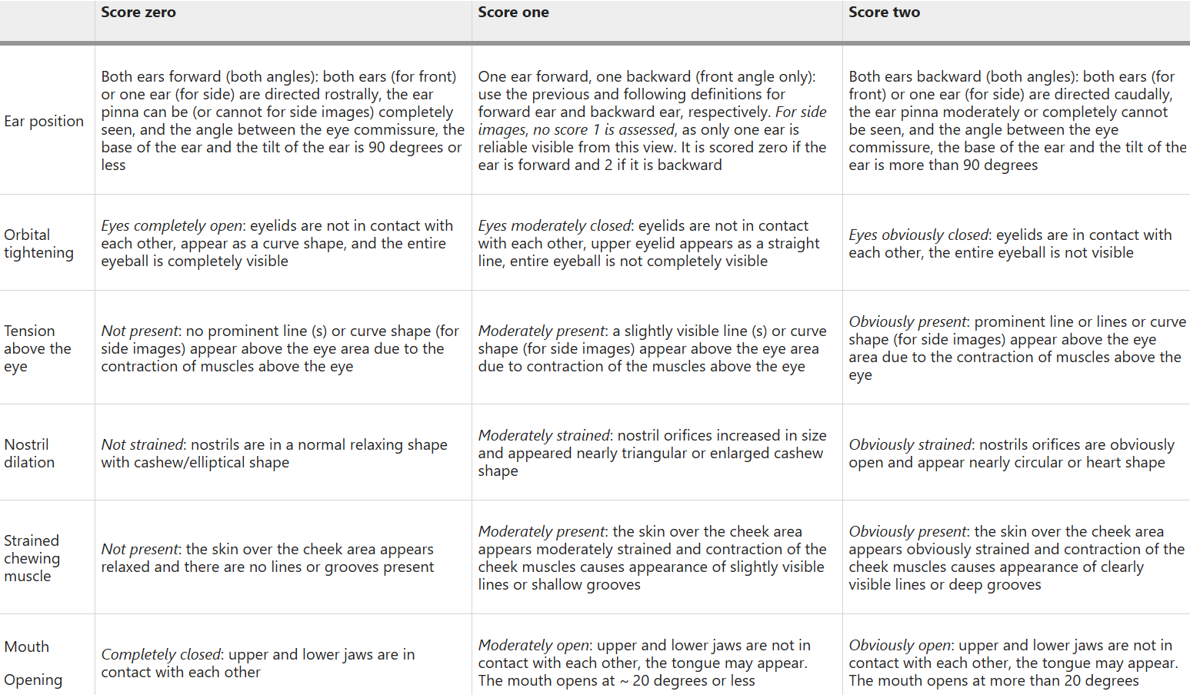 Score zero
Score one
Score two
Ear position
Both ears forward (both angles): both ears (for front)
or one ear (for side) are directed rostrally, the ear
pinna can be (or cannot for side images) completely
seen, and the angle between the eye commissure, the
base of the ear and the tilt of the ear is 90 degrees or
less
One ear forward, one backward (front angle only):
use the previous and following definitions for
forward ear and backward ear, respectively. For side
images, no score 1 is assessed, as only one ear is
reliable visible from this view. It is scored zero if the
ear is forward and 2 if it is backward
Both ears backward (both angles): both ears (for
front) or one ear (for side) are directed caudally,
the ear pinna moderately or completely cannot
be seen, and the angle between the eye
commissure, the base of the ear and the tilt of the
ear is more than 90 degrees
Orbital
tightening
Eyes completely open: eyelids are not in contact with
each other, appear as a curve shape, and the entire
eyeball is completely visible
Eyes moderately closed: eyelids are not in contact
with each other, upper eyelid appears as a straight
line, entire eyeball is not completely visible
Eyes obviously closed: eyelids are in contact with
each other, the entire eyeball is not visible
Tension
above the
eye
Not present: no prominent line (s) or curve shape (for
side images) appear above the eye area due to the
contraction of muscles above the eye
Moderately present: a slightly visible line (s) or curve
shape (for side images) appear above the eye area
due to contraction of the muscles above the eye
Obviously present: prominent line or lines or curve
shape (for side images) appear above the eye
area due to the contraction of muscles above the
eye
Nostril
dilation
Not strained: nostrils are in a normal relaxing shape
with cashew/elliptical shape
Moderately strained: nostril orifices increased in size
and appeared nearly triangular or enlarged cashew
shape
Obviously strained: nostrils orifices are obviously
open and appear nearly circular or heart shape
Strained
chewing
muscle
Not present: the skin over the cheek area appears
relaxed and there are no lines or grooves present
Moderately present: the skin over the cheek area
appears moderately strained and contraction of the
cheek muscles causes appearance of slightly visible
lines or shallow grooves
Obviously present: the skin over the cheek area
appears obviously strained and contraction of the
cheek muscles causes appearance of clearly
visible lines or deep grooves
Mouth
Opening
Completely closed: upper and lower jaws are in
contact with each other
Moderately open: upper and lower jaws are not in
contact with each other, the tongue may appear.
The mouth opens at ~ 20 degrees or less
Obviously open: upper and lower jaws are not in
contact with each other, the tongue may appear.
The mouth opens at more than 20 degrees